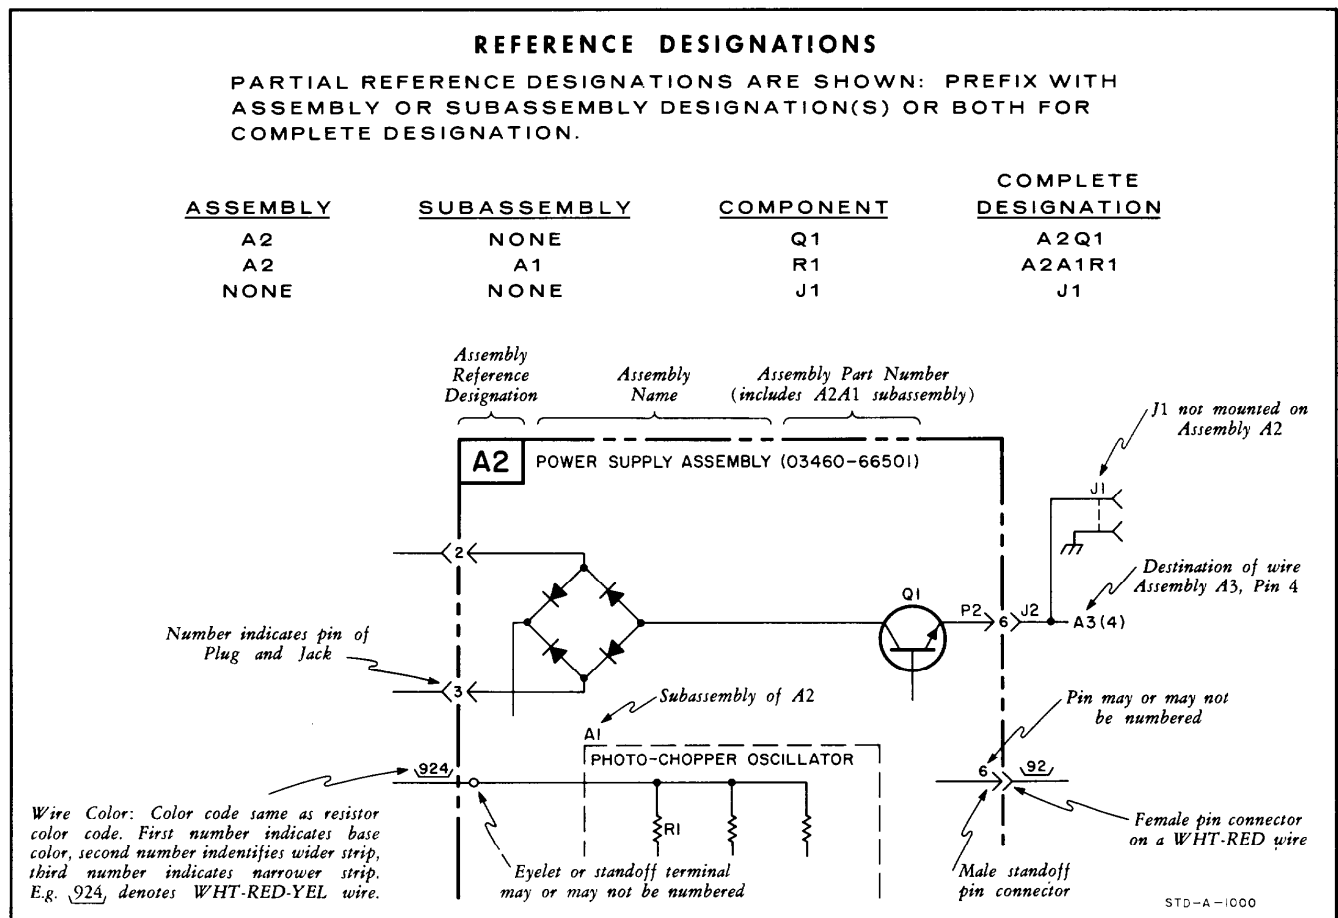 REFERENCE DESIGNATIONS
PARTIAL REFERENCE DESIGNATIONS ARE SHOWN: PREFIX WITH
ASSEMBLY OR SUBASSEMBLY DESIGNATION(S) OR BOTH FOR
COMPLETE DESIGNATION.
ASSEMBLY SUBASSEMBLY COMPONENT COMPLETE
DESIGNATION
A2 NONE Q1 A2Q1
A2 A1 R1 A2A1R1
NONE NONE J1 J1
Assembly
Reference
Designation
Assembly
Name
Assembly Part Number
(includes A2A1 subassembly)
J1 not mounted on
Assembly A2
A2 POWER SUPPLY ASSEMBLY (03460-66501)
J1
2
Destination of wire
Assembly A3, Pin 4
Q1
P2 6 J2 A3(4)
Number indicates pin of
Plug and Jack
3
Subassembly of A2
Pin may or may not
be numbered
A1
PHOTO-CHOPPER OSCILLATOR
924
6 92
Wire Color: Color code same as resistor
color code. First number indicates base
color, second number indentifies wider strip,
third number indicates narrower strip.
E.g. 924 denotes WHT-RED-YEL wire.
R1
Eyelet or standoff terminal
may or may not be numbered
Female pin connector
on a WHT-RED wire
Male standoff
pin connector
STD-A-1000